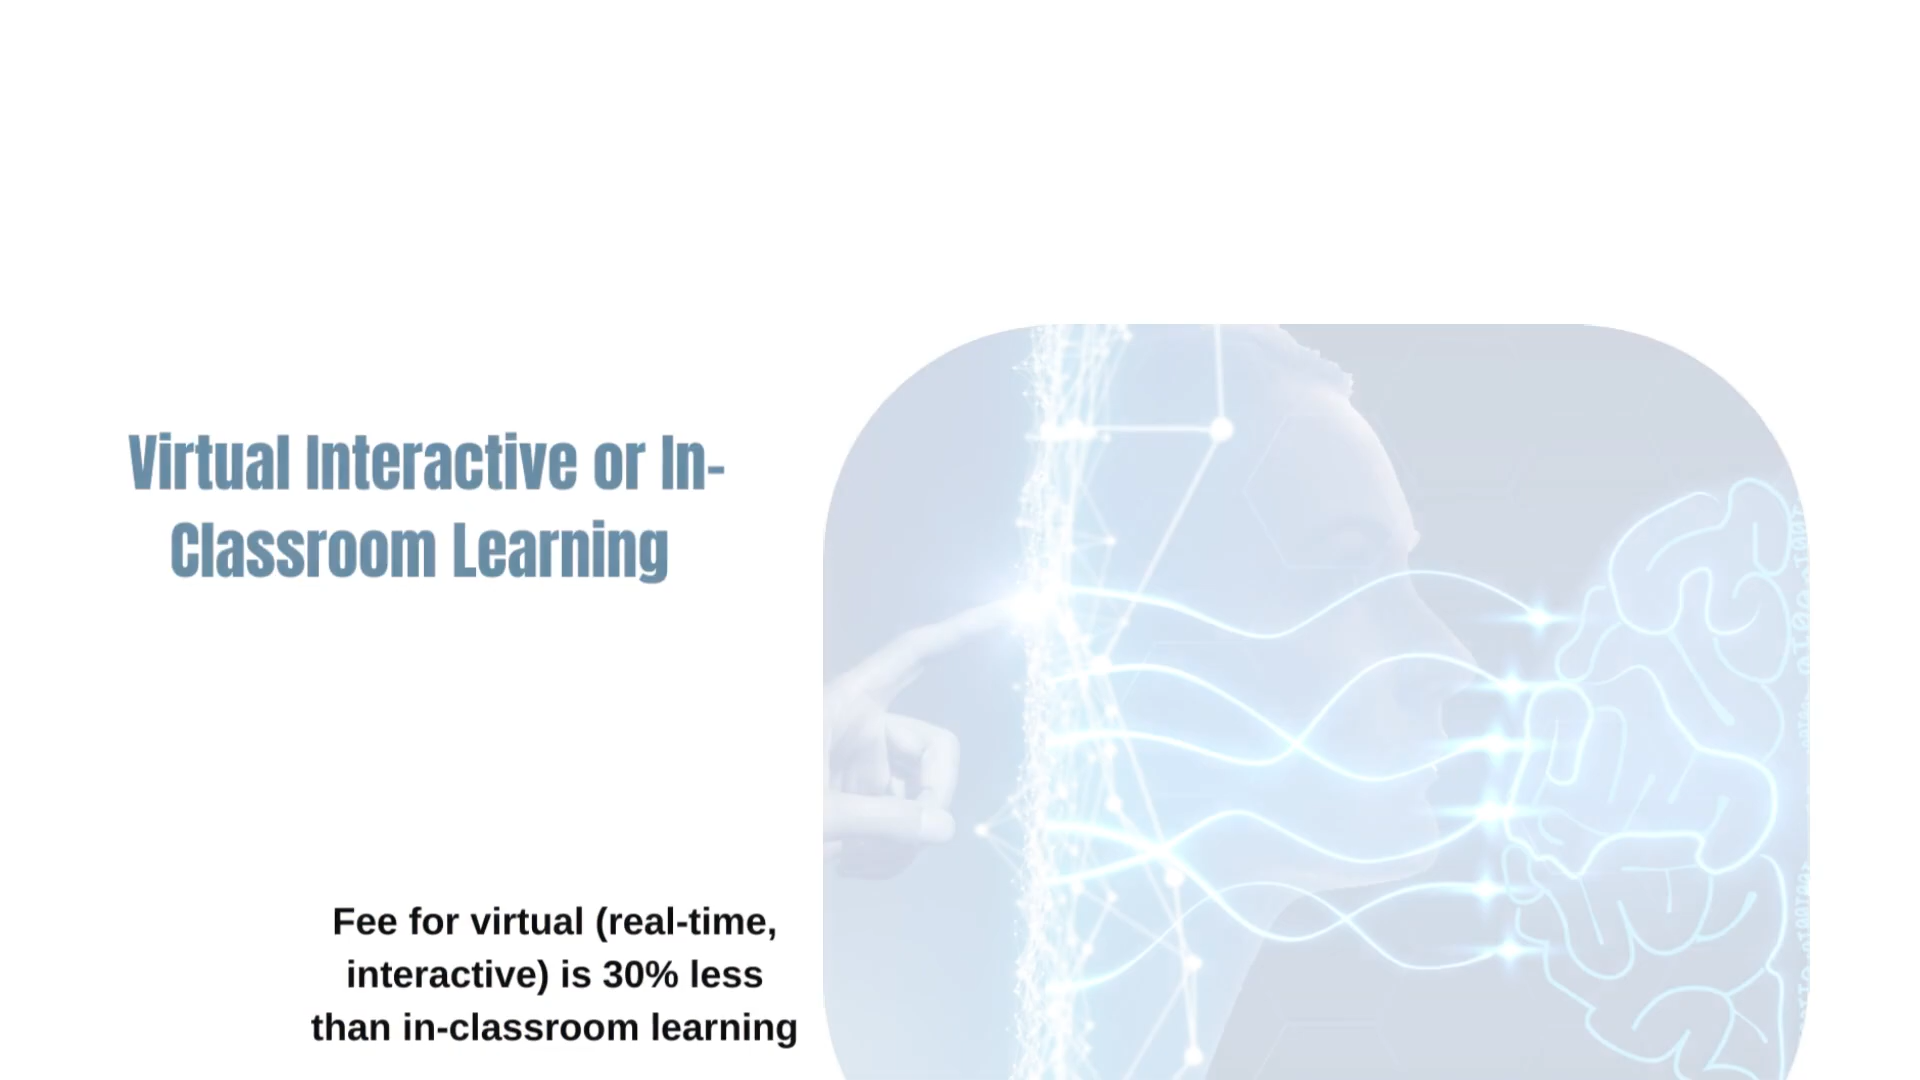 Virtual Interactive or In-
Classroom Learning
Fee for virtual (real-time,
interactive) is 30% less
than in-classroom learning